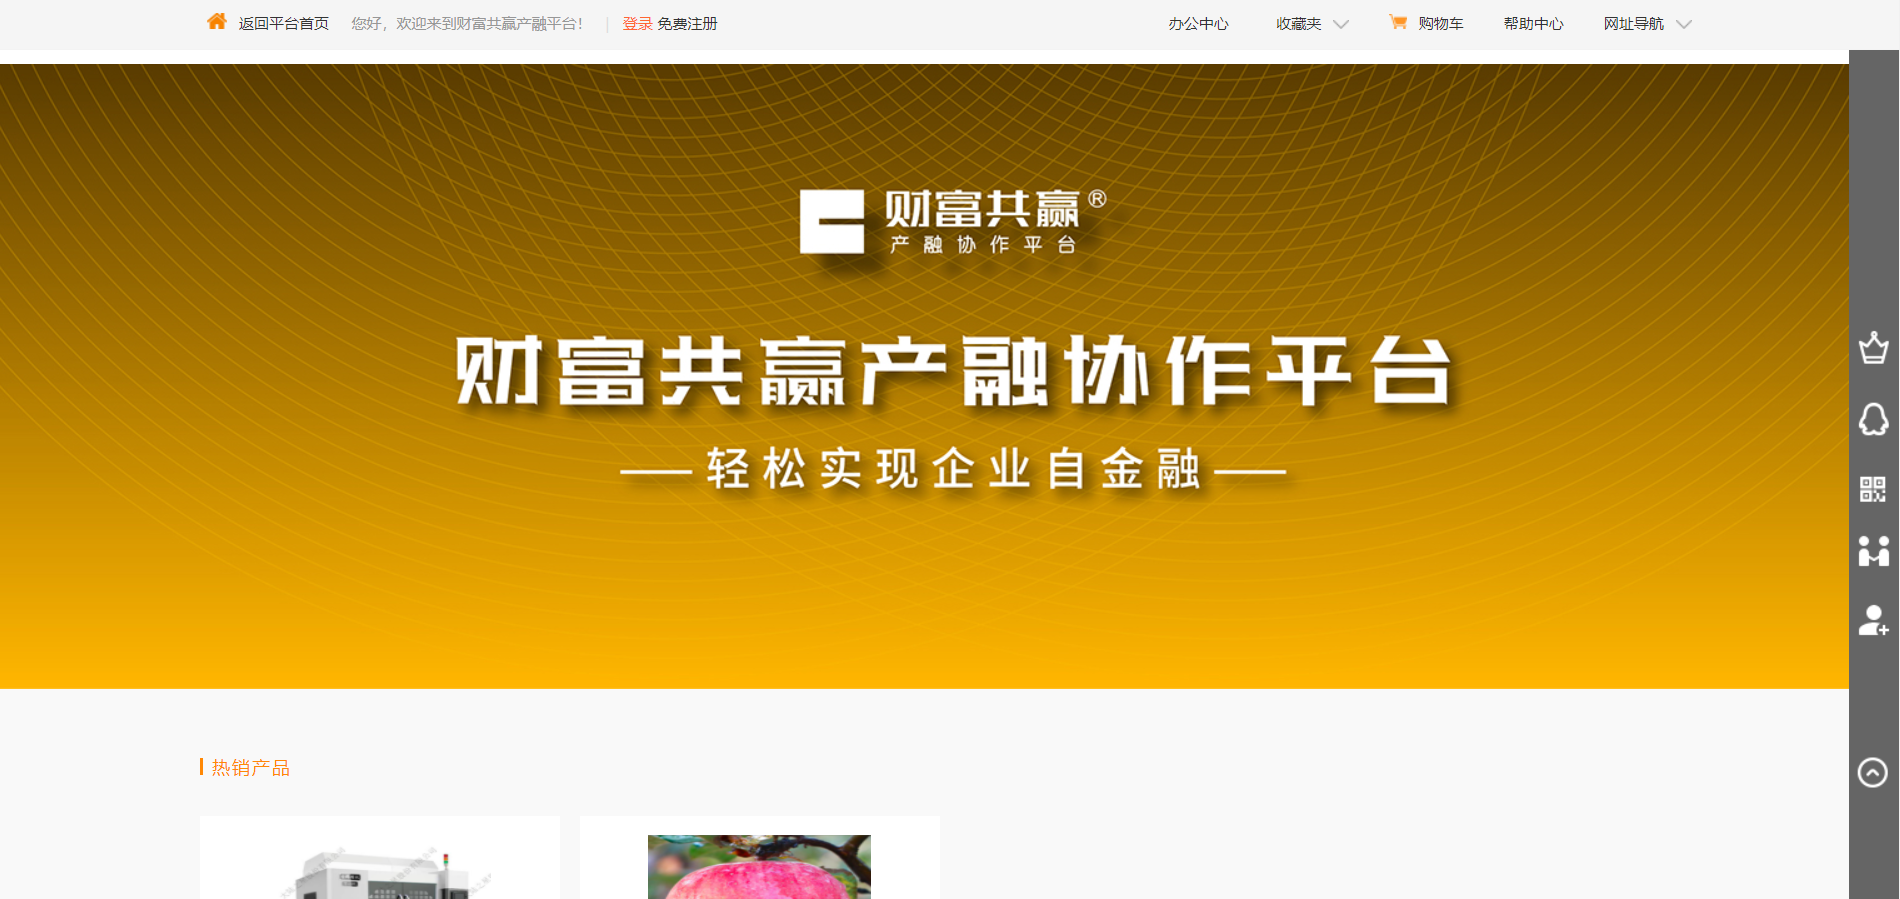 返回平台首页 您好，欢迎来到财富共赢产融平台！ | 登录 免费注册 办公中心 收藏夹 购物车 帮助中心 网址导航
财富共赢®
产融协作平台
财富共赢产融协作平台
轻松实现企业自金融
热销产品